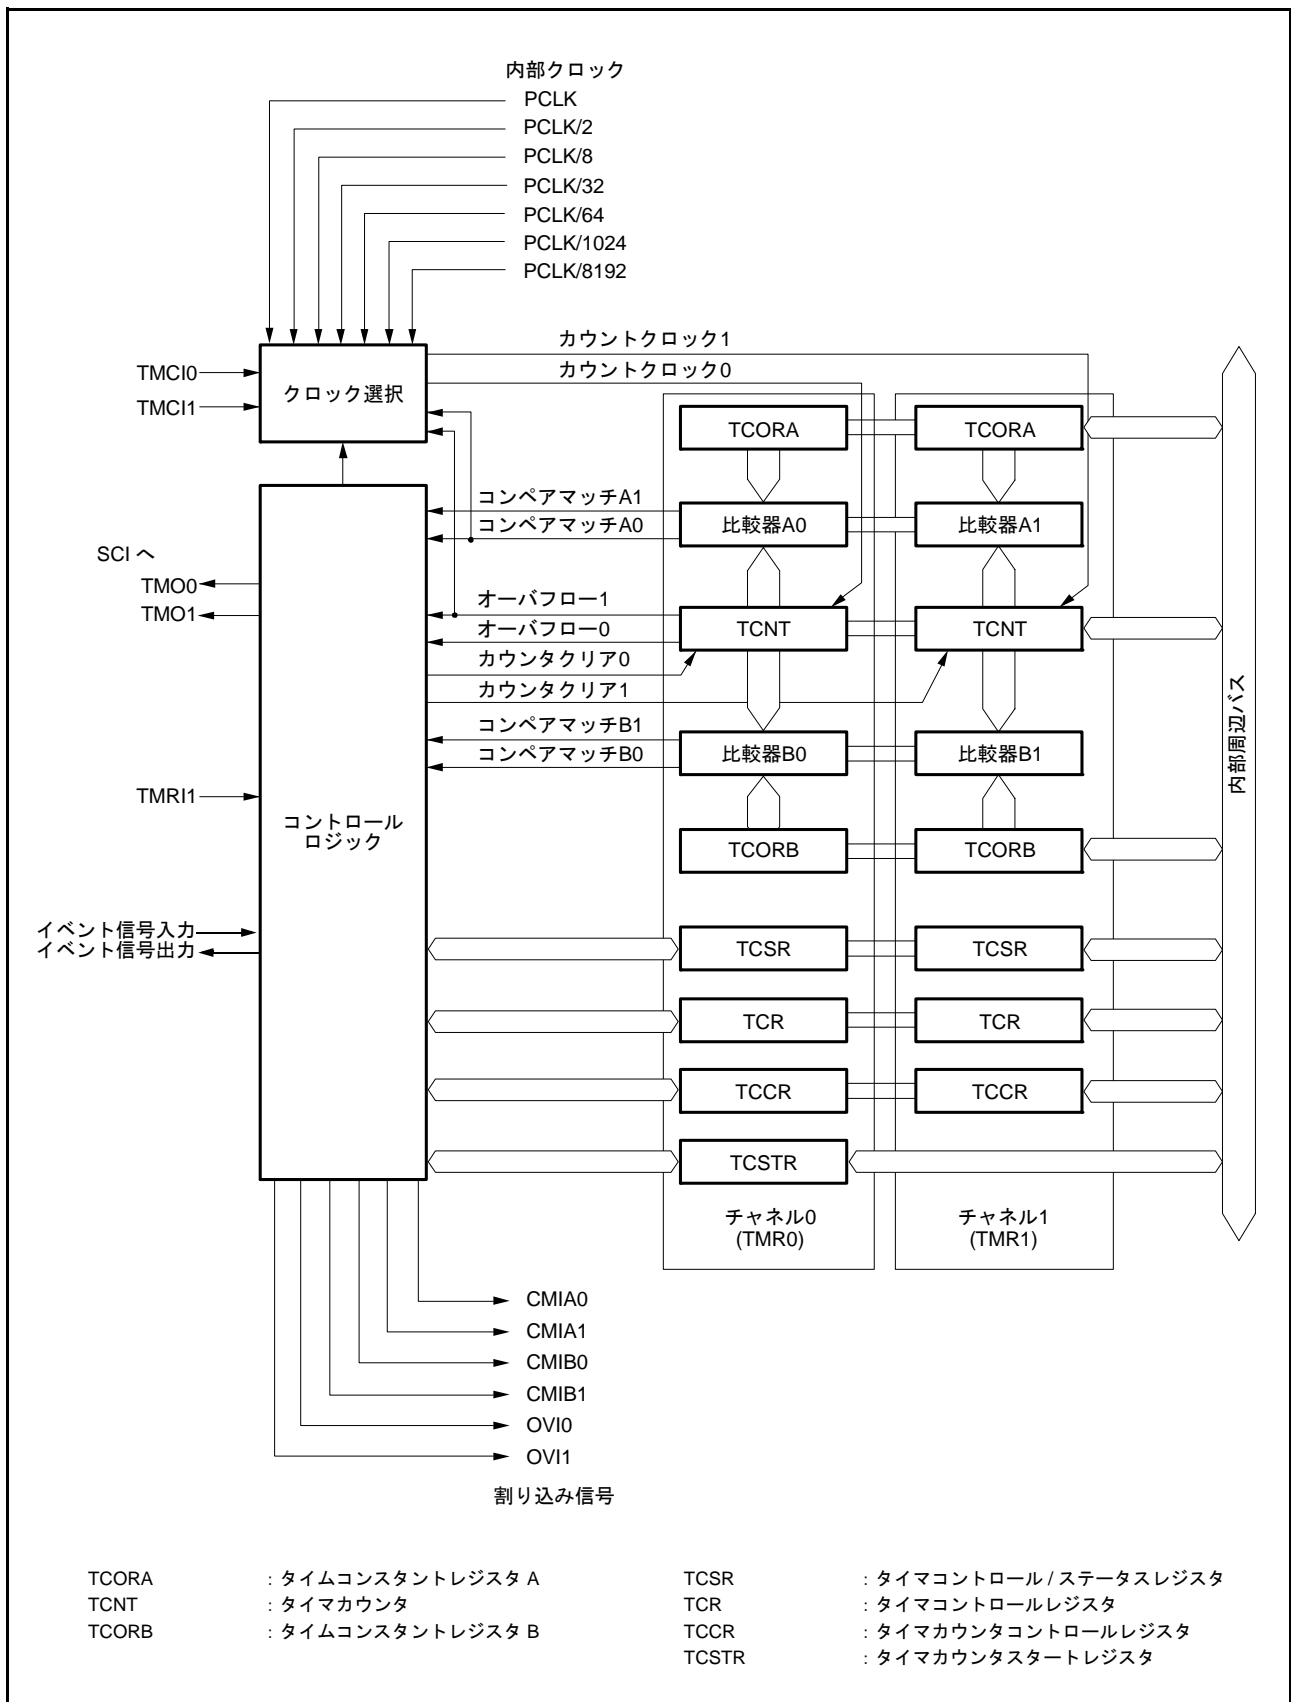 内部クロック
PCLK
PCLK/2
PCLK/8
PCLK/32
PCLK/64
PCLK/1024
PCLK/8192
カウントクロック1
カウントクロック0
TMCI0
TMCI1
クロック選択
TCORA
TCORA
コンペアマッチA1
コンペアマッチA0
比較器A0
比較器A1
SCI へ
TMO0
TMO1
オーバフロー1
オーバフロー0
TCNT
TCNT
カウンタクリア0
カウンタクリア1
コンペアマッチB1
コンペアマッチB0
比較器B0
比較器B1
内部周辺バス
TMRI1
コントロール
ロジック
TCORB
TCORB
イベント信号入力
イベント信号出力
TCSR
TCSR
TCR
TCR
TCCR
TCCR
TCSTR
チャネル0
(TMR0)
チャネル1
(TMR1)
CMIA0
CMIA1
CMIB0
CMIB1
OVI0
OVI1
割り込み信号
TCORA : タイムコンスタントレジスタ A
TCNT : タイマカウンタ
TCORB : タイムコンスタントレジスタ B
TCSR : タイマコントロール / ステータスレジスタ
TCR : タイマコントロールレジスタ
TCCR : タイマカウンタコントロールレジスタ
TCSTR : タイマカウンタスタートレジスタ